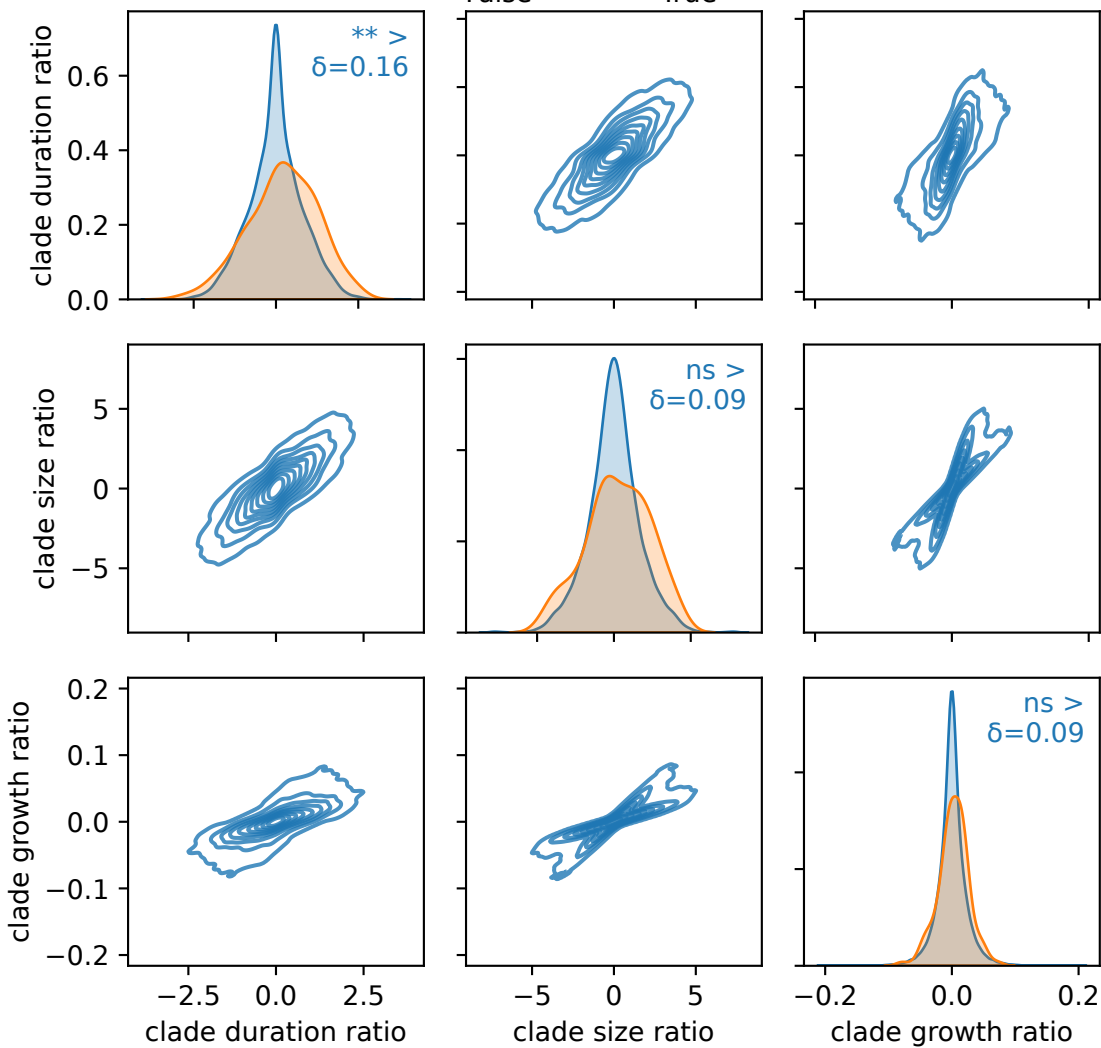 clade duration ratio
0.6
0.4
0.2
0.0
** >
δ=0.16
clade size ratio
5
0
−5
ns >
δ=0.09
clade growth ratio
0.2
0.1
0.0
−0.1
−0.2
ns >
δ=0.09
−2.5 0.0 2.5
−5 0 5
−0.2 0.0 0.2
clade duration ratio
clade size ratio
clade growth ratio